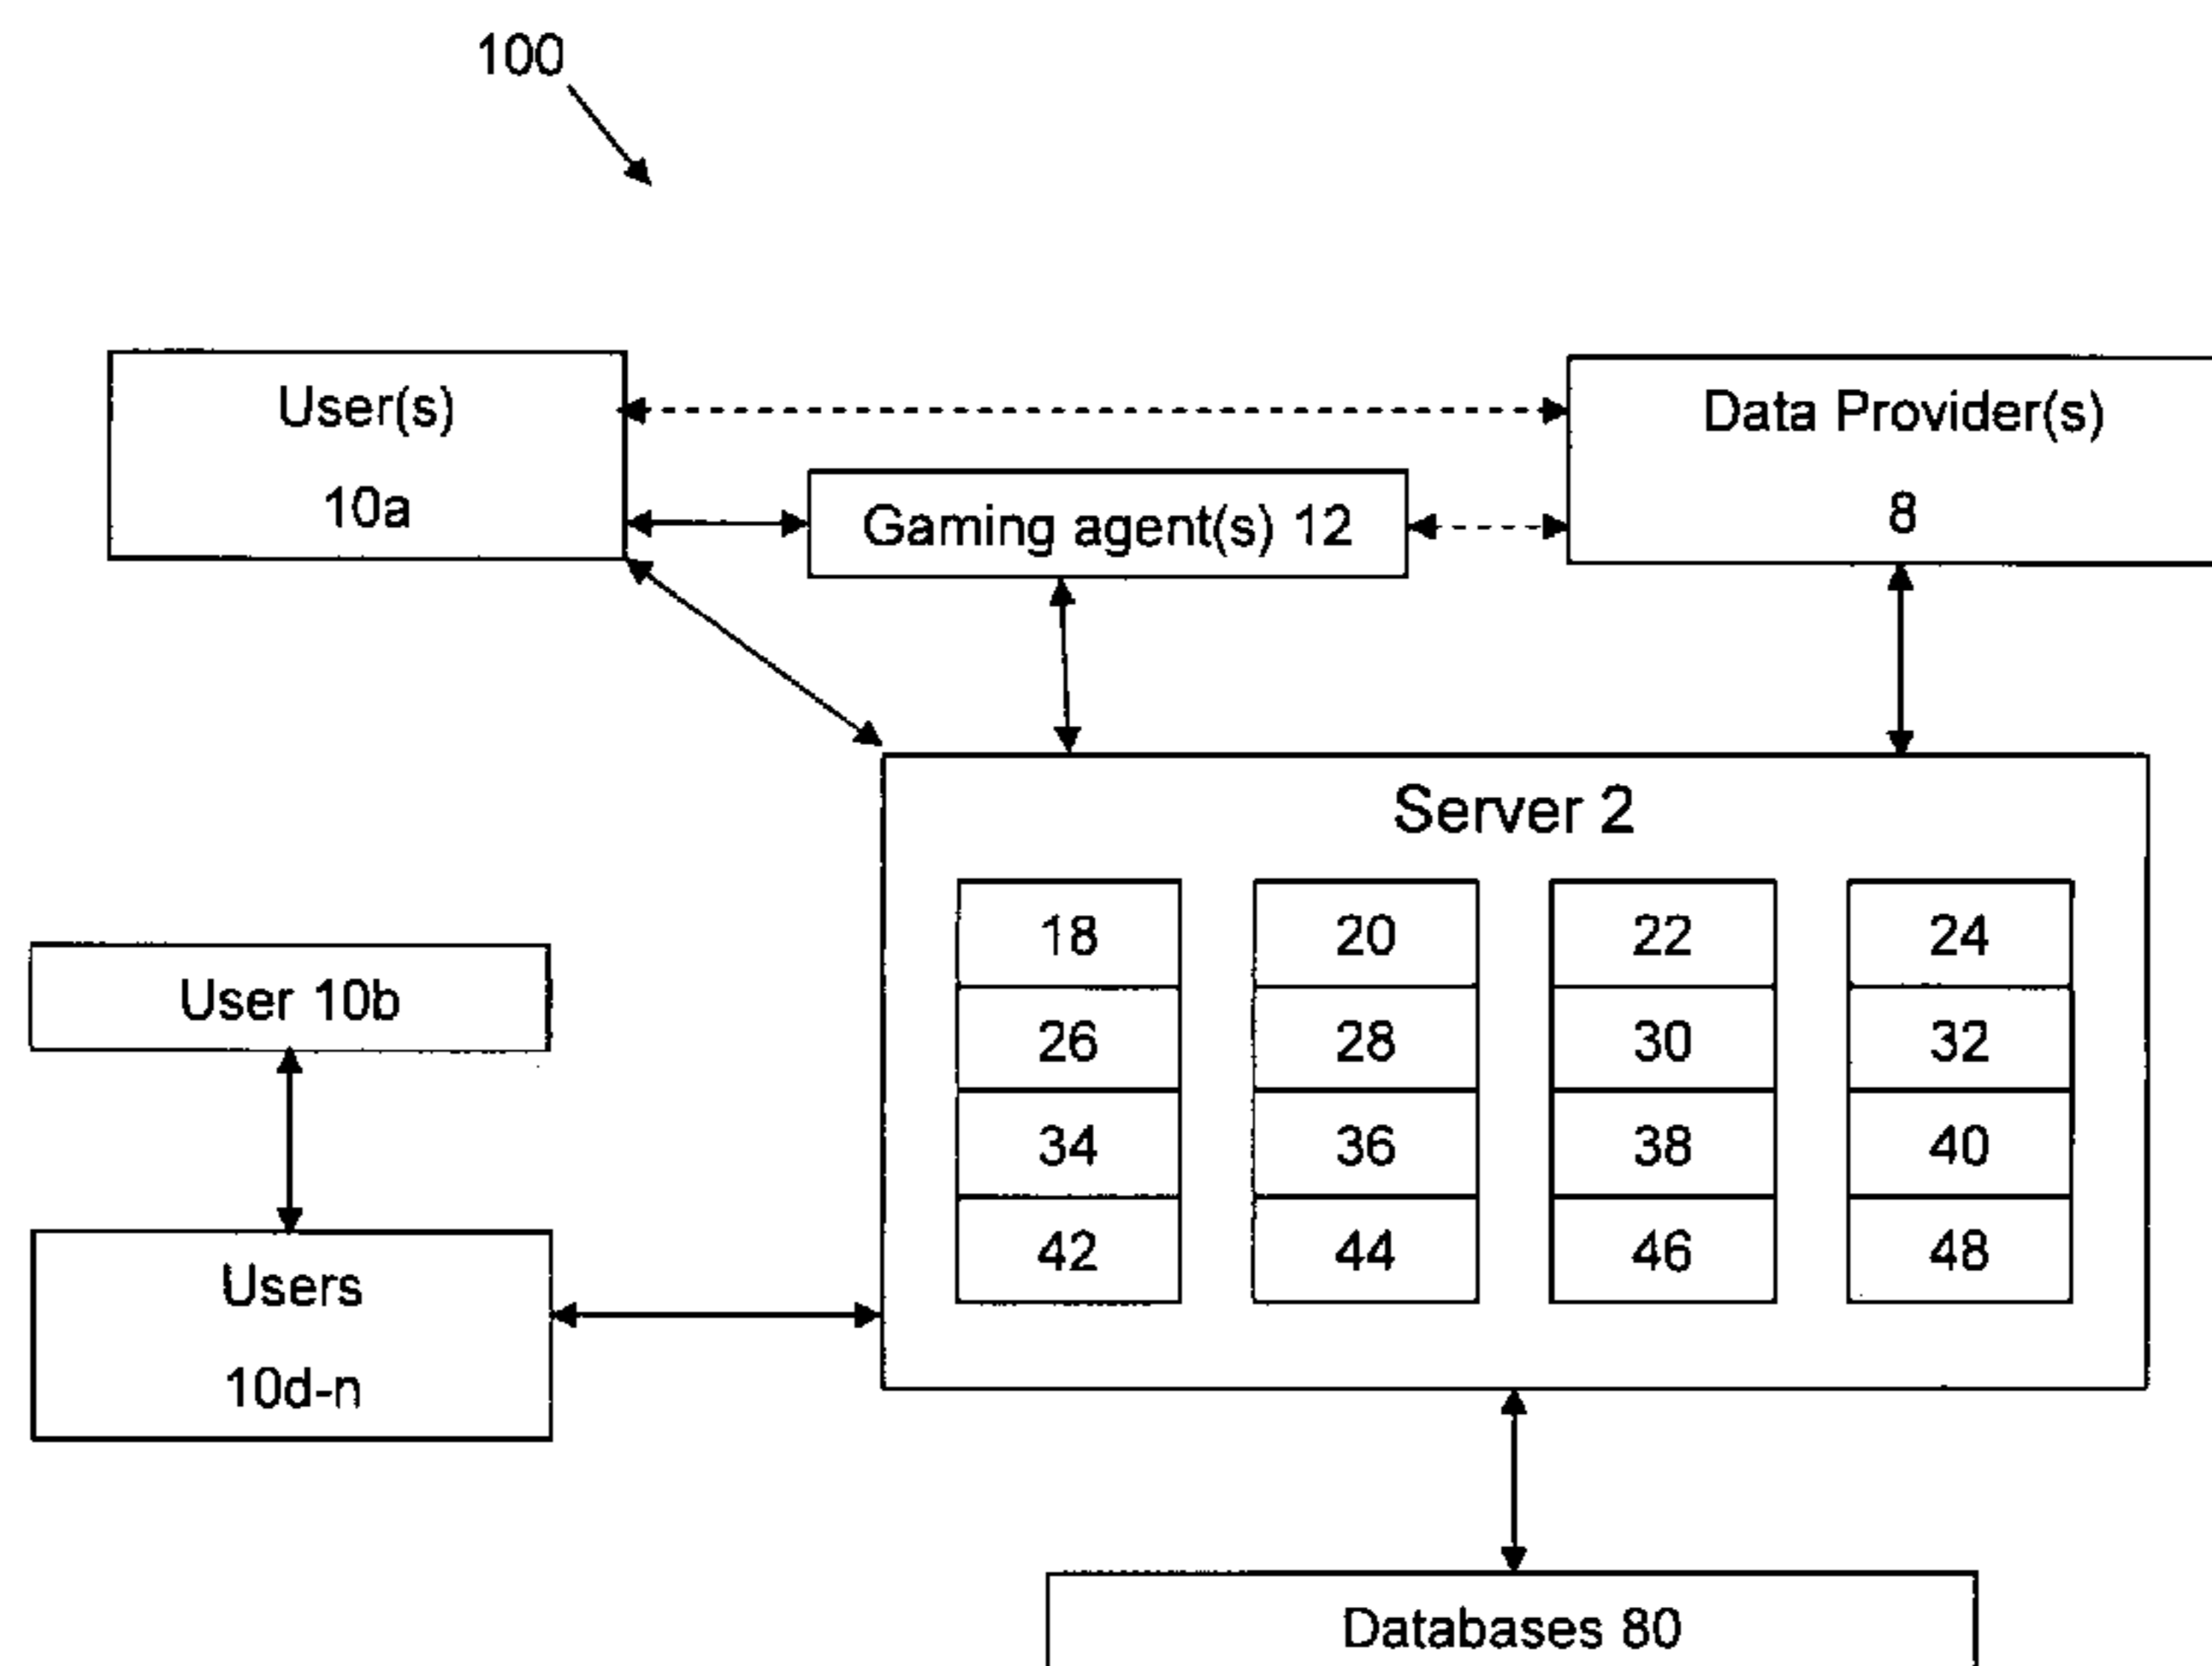 100
User(s)
10a
Data Provider(s)
8
Gaming agent(s) 12
Server 2
18 20 22 24
26 28 30 32
34 36 38 40
42 44 46 48
User 10b
Users
10d-n
Databases 80